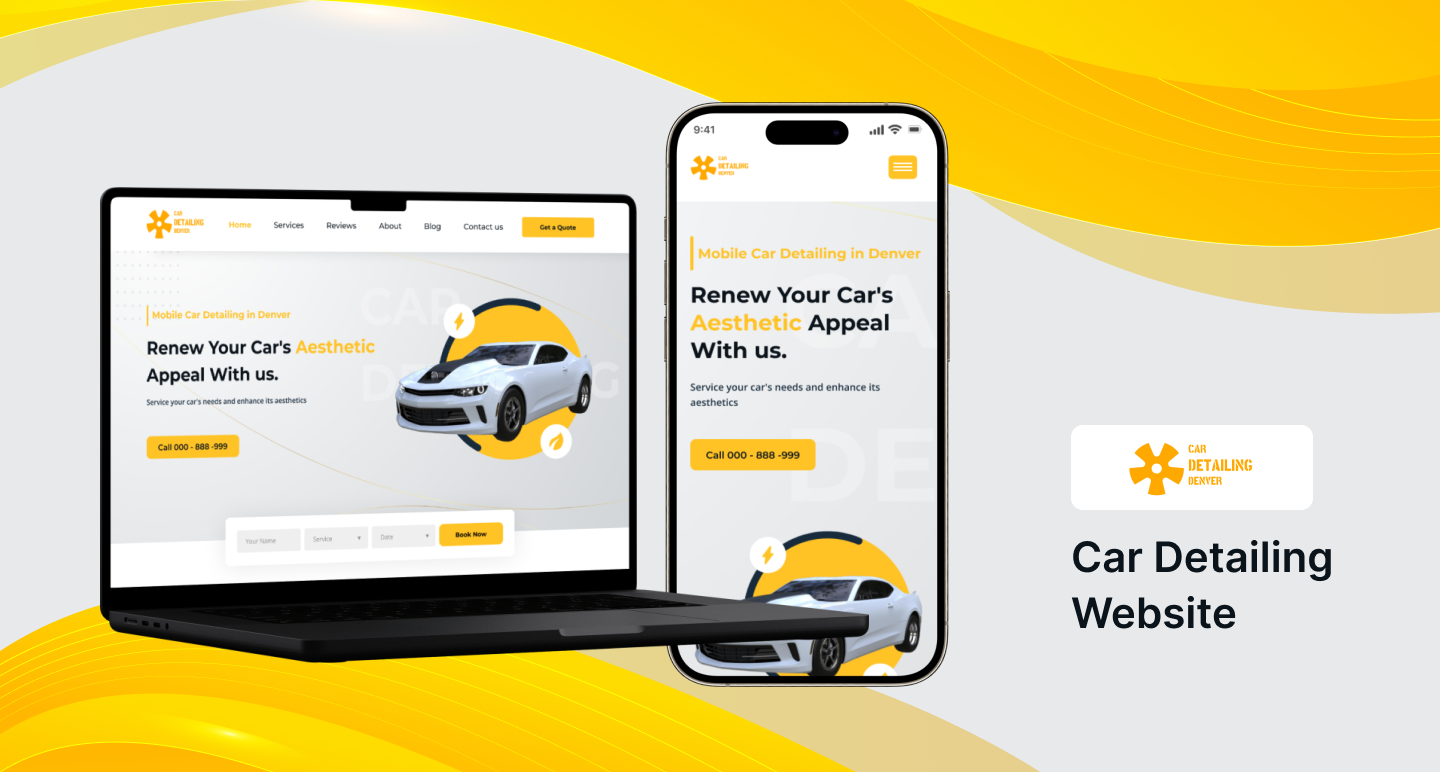 CAR
DETAILING
DENVER
Home
Services
Reviews
About
Blog
Contact us
Get a Quote
CAR
Mobile Car Detailing in Denver
Renew Your Car's Aesthetic
Appeal With us.
Service your car's needs and enhance its aesthetics
Call 000 - 888 -999
Your Name
Service
Date
Book Now
9:41
CAR
DETAILING
DENVER
Mobile Car Detailing in Denver
Renew Your Car's
Aesthetic Appeal
With us.
Service your car's needs and enhance its
aesthetics
Call 000 - 888 -999
CA
DE
CAR
DETAILING
DENVER
Car Detailing
Website